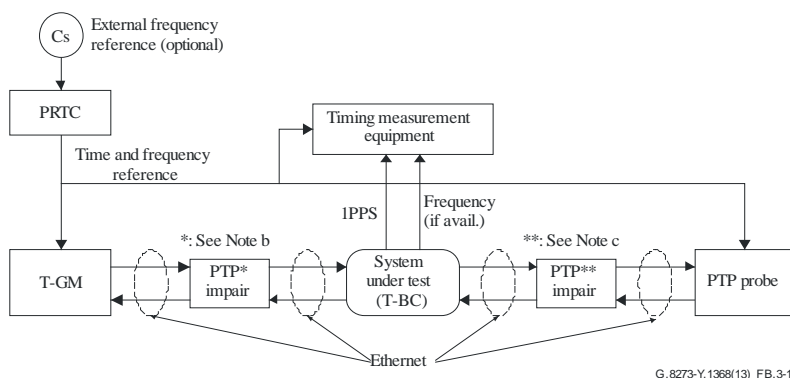 Cs
External frequency
reference (optional)
PRTC
Timing measurement
equipment
Time and frequency
reference
1PPS
Frequency
(if avail.)
*: See Note b
**: See Note c
T-GM
PTP*
impair
System
under test
(T-BC)
PTP**
impair
PTP probe
Ethernet
G.8273-Y.1368(13)_FB.3-1